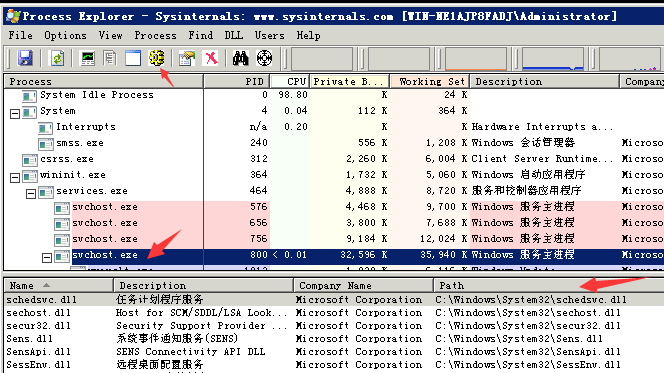 Process Explorer - Sysinternals: www.sysinternals.com [WIN-NE1AJP8FADJ\Administrator]
File Options View Process Find DLL Users Help
Process PID CPU Private B... Working Set Description Company
System Idle Process 0 98.80 K 24 K
System 4 0.04 112 K 364 K
Interrupts n/a 0.20 K K Hardware Interrupts a...
smss.exe 240 556 K 1,208 K Windows 会话管理器 Microso
csrss.exe 312 2,260 K 6,004 K Client Server Runtime... Microso
wininit.exe 364 1,732 K 5,060 K Windows 启动应用程序 Microso
services.exe 464 4,888 K 8,720 K 服务和控制器应用程序 Microso
svchost.exe 576 4,468 K 9,700 K Windows 服务主进程 Microso
svchost.exe 656 3,800 K 7,688 K Windows 服务主进程 Microso
svchost.exe 756 9,184 K 12,024 K Windows 服务主进程 Microso
svchost.exe 800 < 0.01 32,596 K 35,940 K Windows 服务主进程 Microso
Name Description Company Name Path
schedsvc.dll 任务计划程序服务 Microsoft Corporation C:\Windows\System32\schedsvc.dll
sechost.dll Host for SCM/SDDL/LSA Look... Microsoft Corporation C:\Windows\System32\sechost.dll
secur32.dll Security Support Provider ... Microsoft Corporation C:\Windows\System32\secur32.dll
Sens.dll 系统事件通知服务(SENS) Microsoft Corporation C:\Windows\System32\Sens.dll
SensApi.dll SENS Connectivity API DLL Microsoft Corporation C:\Windows\System32\SensApi.dll
SessEnv.dll 远程桌面配置服务 Microsoft Corporation C:\Windows\System32\SessEnv.dll